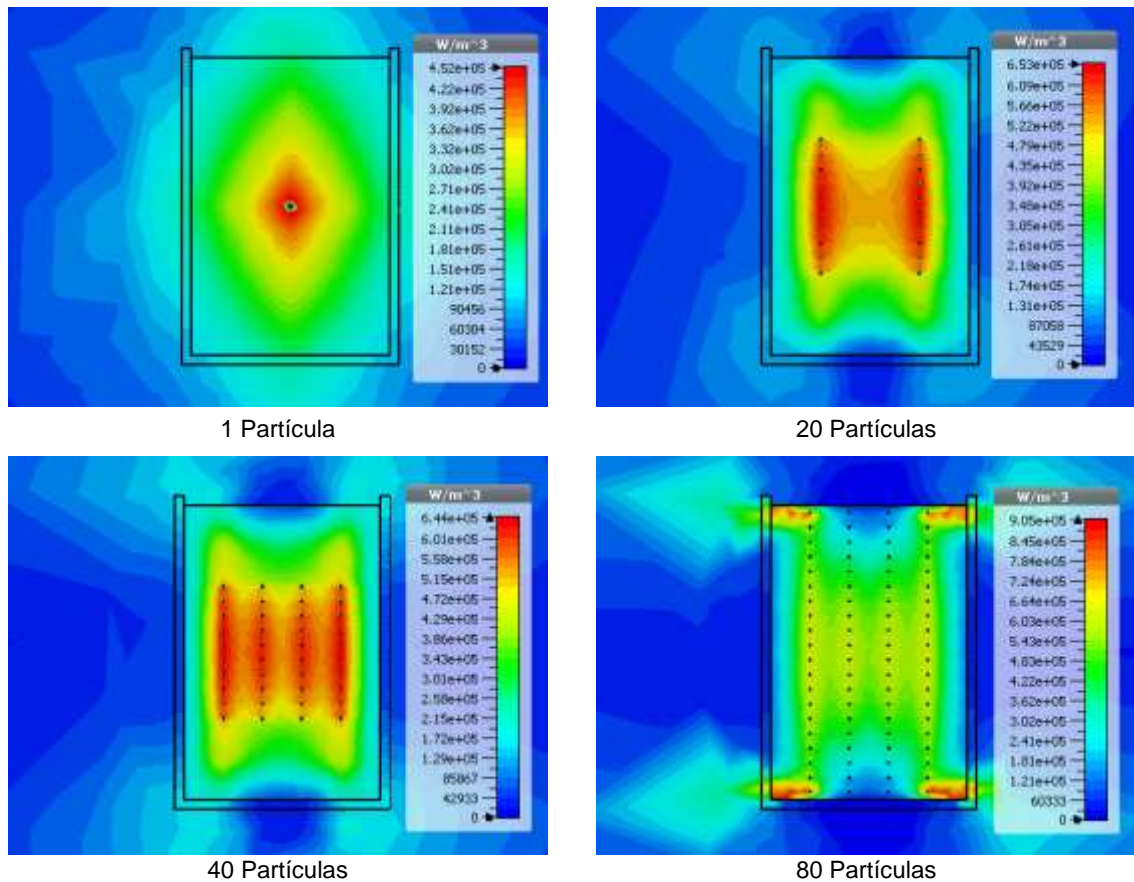 W/m^3
4.52e+05
4.22e+05
3.92e+05
3.62e+05
3.32e+05
3.02e+05
2.71e+05
2.41e+05
2.11e+05
1.81e+05
1.51e+05
1.21e+05
90456
60304
30152
0
1 Partícula
W/m^3
6.53e+05
6.09e+05
5.66e+05
5.22e+05
4.79e+05
4.35e+05
3.92e+05
3.48e+05
3.05e+05
2.61e+05
2.18e+05
1.74e+05
1.31e+05
87058
43529
0
20 Partículas
W/m^3
6.44e+05
6.01e+05
5.58e+05
5.15e+05
4.72e+05
4.29e+05
3.86e+05
3.43e+05
3.01e+05
2.58e+05
2.15e+05
1.72e+05
1.29e+05
85867
42933
0
40 Partículas
W/m^3
9.05e+05
8.45e+05
7.84e+05
7.24e+05
6.64e+05
6.03e+05
5.43e+05
4.83e+05
4.22e+05
3.62e+05
3.02e+05
2.41e+05
1.81e+05
1.21e+05
60333
0
80 Partículas